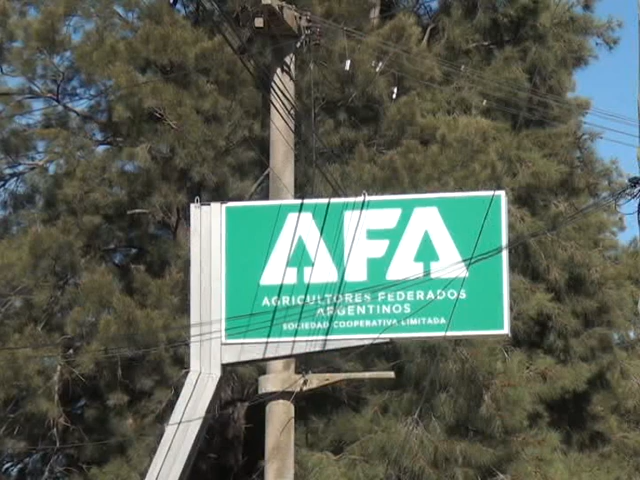 AFA
AGRICULTORES FEDERADOS
ARGENTINOS
SOCIEDAD COOPERATIVA LIMITADA